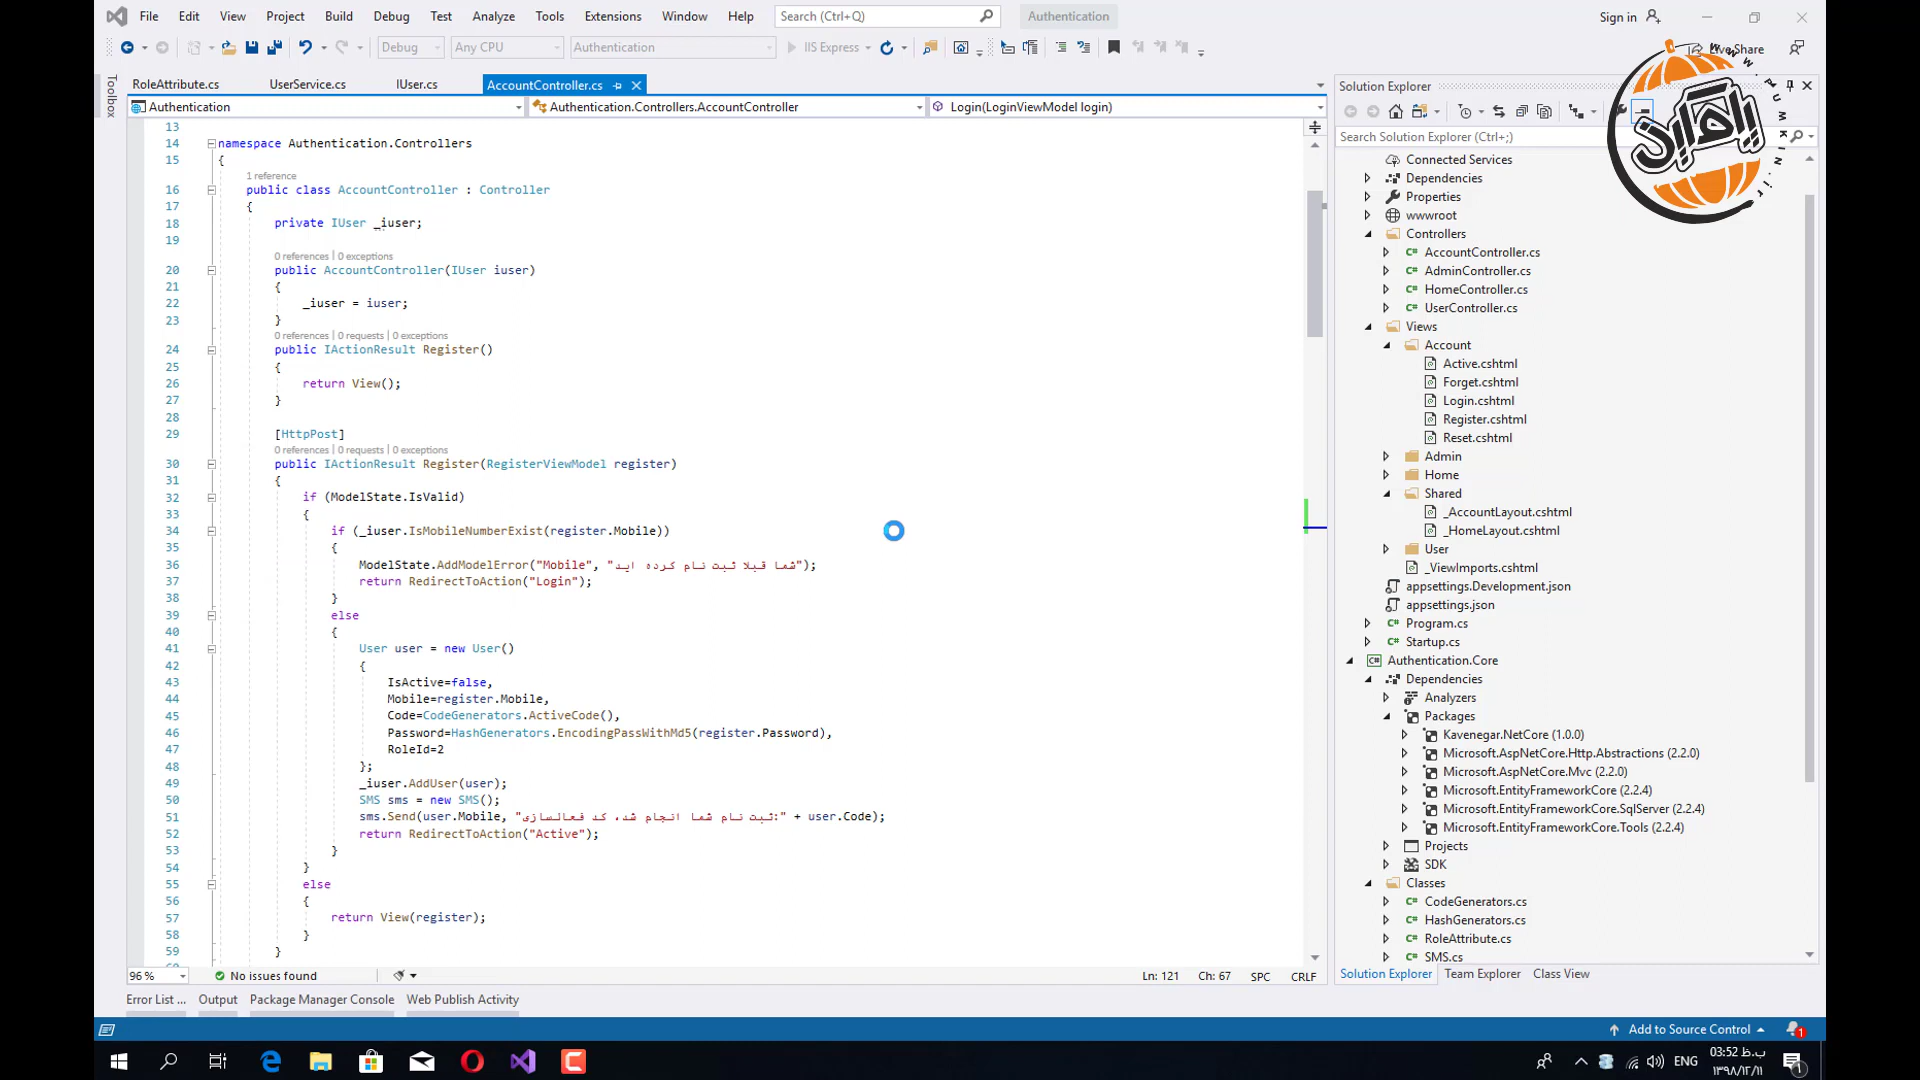 File Edit View Project Build Debug Test Analyze Tools Extensions Window Help Search (Ctrl+Q) Authentication Sign in
Debug Any CPU Authentication IIS Express Live Share
Toolbox
RoleAttribute.cs UserService.cs IUser.cs AccountController.cs
Authentication Authentication.Controllers.AccountController Login(LoginViewModel login)
13
14 namespace Authentication.Controllers
15 {
1 reference
16 public class AccountController : Controller
17 {
18 private IUser _iuser;
19
0 references | 0 exceptions
20 public AccountController(IUser iuser)
21 {
22 _iuser = iuser;
23 }
0 references | 0 requests | 0 exceptions
24 public IActionResult Register()
25 {
26 return View();
27 }
28
29 [HttpPost]
0 references | 0 requests | 0 exceptions
30 public IActionResult Register(RegisterViewModel register)
31 {
32 if (ModelState.IsValid)
33 {
34 if (_iuser.IsMobileNumberExist(register.Mobile))
35 {
36 ModelState.AddModelError("Mobile", "شما قبلا ثبت نام کرده اید");
37 return RedirectToAction("Login");
38 }
39 else
40 {
41 User user = new User()
42 {
43 IsActive=false,
44 Mobile=register.Mobile,
45 Code=CodeGenerators.ActiveCode(),
46 Password=HashGenerators.EncodingPassWithMd5(register.Password),
47 RoleId=2
48 };
49 _iuser.AddUser(user);
50 SMS sms = new SMS();
51 sms.Send(user.Mobile, "ثبت نام شما انجام شد، کد فعالسازی:" + user.Code);
52 return RedirectToAction("Active");
53 }
54 }
55 else
56 {
57 return View(register);
58 }
59 }
96 % No issues found Ln: 121 Ch: 67 SPC CRLF
Error List ... Output Package Manager Console Web Publish Activity
Solution Explorer
Search Solution Explorer (Ctrl+;)
Connected Services
Dependencies
Properties
wwwroot
Controllers
AccountController.cs
AdminController.cs
HomeController.cs
UserController.cs
Views
Account
Active.cshtml
Forget.cshtml
Login.cshtml
Register.cshtml
Reset.cshtml
Admin
Home
Shared
_AccountLayout.cshtml
_HomeLayout.cshtml
User
_ViewImports.cshtml
appsettings.Development.json
appsettings.json
Program.cs
Startup.cs
Authentication.Core
Dependencies
Analyzers
Packages
Kavenegar.NetCore (1.0.0)
Microsoft.AspNetCore.Http.Abstractions (2.2.0)
Microsoft.AspNetCore.Mvc (2.2.0)
Microsoft.EntityFrameworkCore (2.2.4)
Microsoft.EntityFrameworkCore.SqlServer (2.2.4)
Microsoft.EntityFrameworkCore.Tools (2.2.4)
Projects
SDK
Classes
CodeGenerators.cs
HashGenerators.cs
RoleAttribute.cs
SMS.cs
Solution Explorer Team Explorer Class View
Add to Source Control 1
ENG 03:52 ب.ظ
۱۳۹۸/۱۲/۱۱ 1